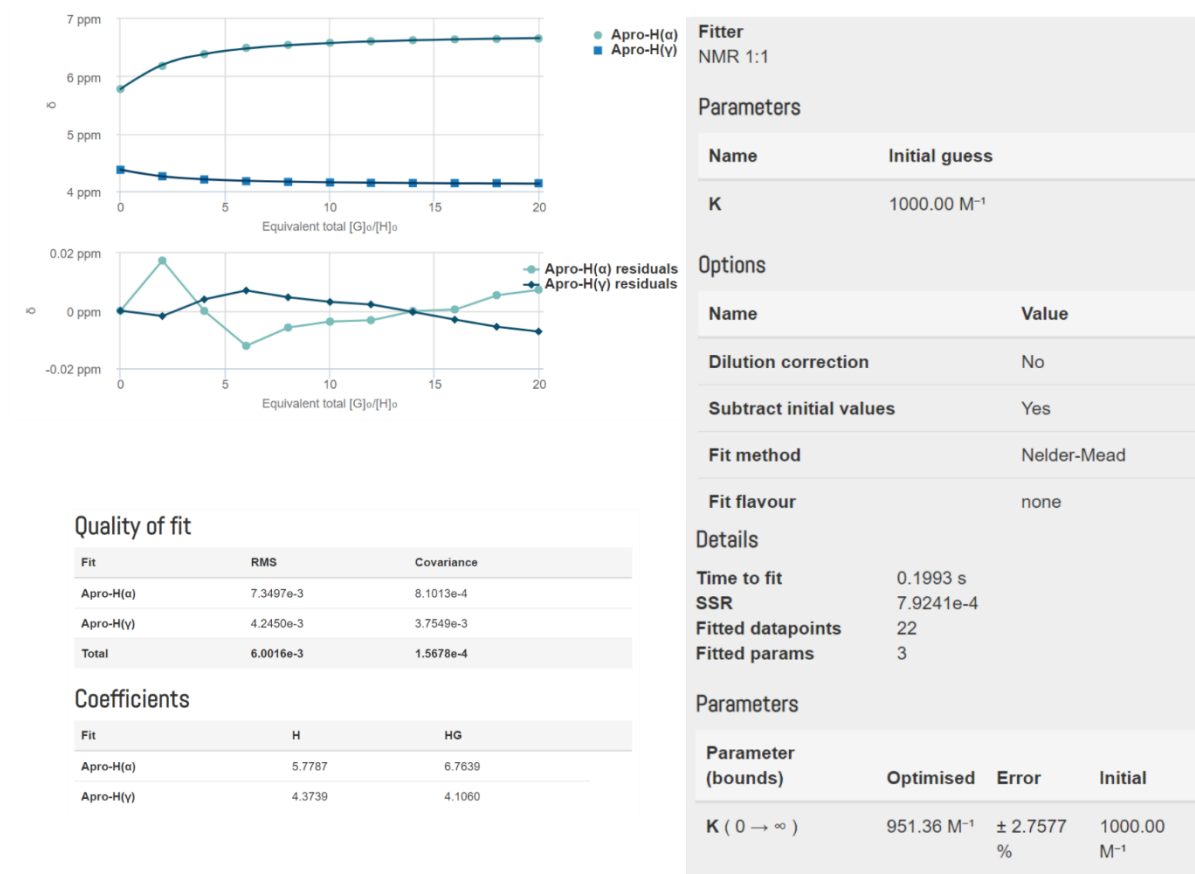 7 ppm
6 ppm
5 ppm
4 ppm
δ
0 5 10 15 20
Equivalent total [G]₀/[H]₀
Apro-H(α)
Apro-H(γ)
0.02 ppm
0 ppm
-0.02 ppm
δ
0 5 10 15 20
Equivalent total [G]₀/[H]₀
Apro-H(α) residuals
Apro-H(γ) residuals
Quality of fit
Fit RMS Covariance
Apro-H(α) 7.3497e-3 8.1013e-4
Apro-H(γ) 4.2450e-3 3.7549e-3
Total 6.0016e-3 1.5678e-4
Coefficients
Fit H HG
Apro-H(α) 5.7787 6.7639
Apro-H(γ) 4.3739 4.1060
Fitter
NMR 1:1
Parameters
Name Initial guess
K 1000.00 M⁻¹
Options
Name Value
Dilution correction No
Subtract initial values Yes
Fit method Nelder-Mead
Fit flavour none
Details
Time to fit 0.1993 s
SSR 7.9241e-4
Fitted datapoints 22
Fitted params 3
Parameters
Parameter
(bounds) Optimised Error Initial
K ( 0 → ∞ ) 951.36 M⁻¹ ± 2.7577 1000.00
% M⁻¹